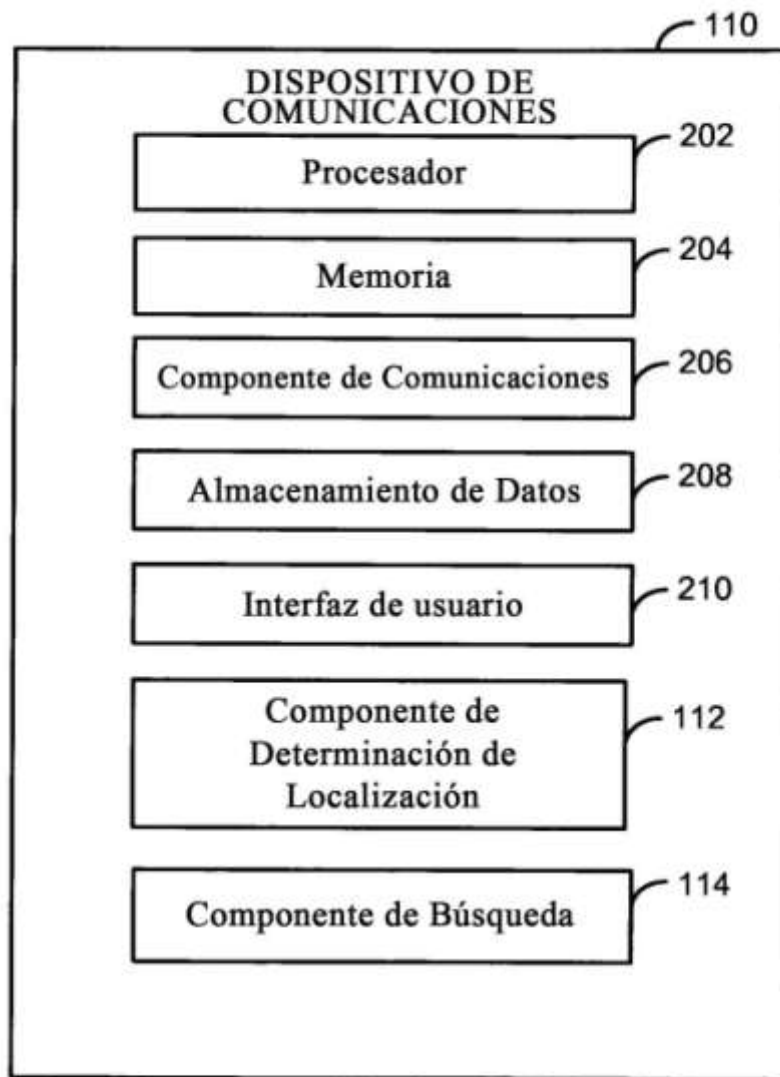 110
DISPOSITIVO DE
COMUNICACIONES
202
Procesador
204
Memoria
206
Componente de Comunicaciones
208
Almacenamiento de Datos
210
Interfaz de usuario
112
Componente de
Determinación de
Localización
114
Componente de Búsqueda